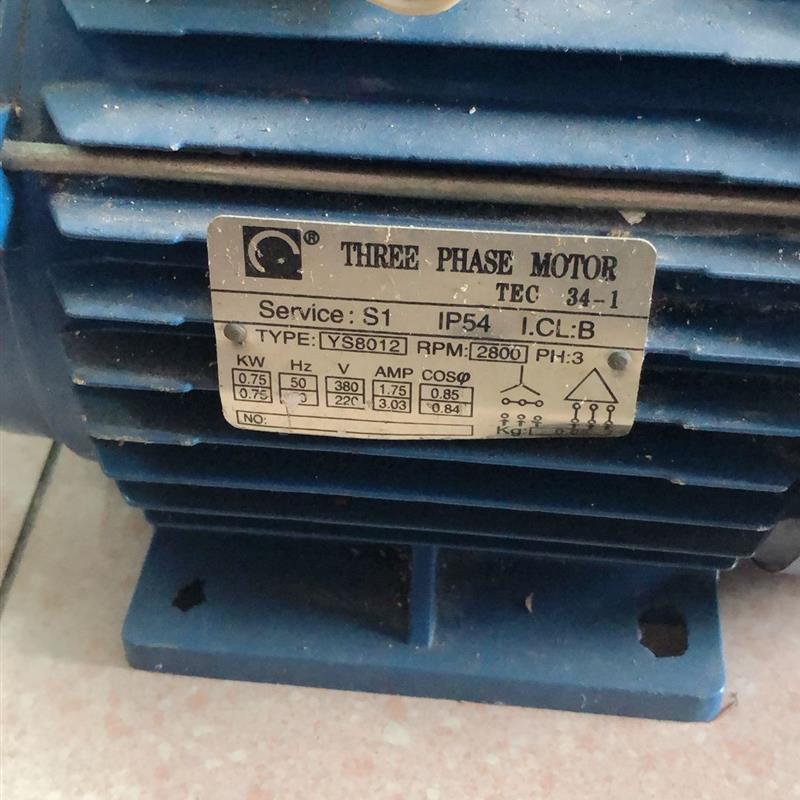 ® THREE PHASE MOTOR
TEC 34-1
Service: S1 IP54 I.CL:B
TYPE: YS8012 RPM: 2800 PH:3
KW Hz V AMP COSφ
0.75 50 380 1.75 0.85
0.75 220 3.03 0.84
NO:
Kg: